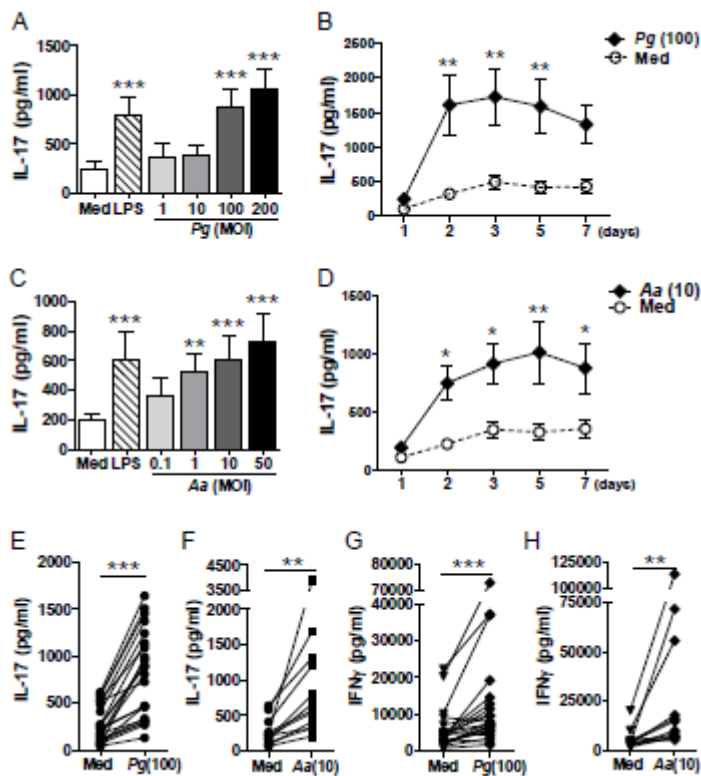 A
IL-17 (pg/ml)
1500
1000
500
0
***
***
***
Med LPS 1 10 100 200
Pg (MOI)
B
IL-17 (pg/ml)
2500
2000
1500
1000
500
0
**
**
**
1 2 3 5 7 (days)
Pg (100)
Med
C
IL-17 (pg/ml)
1000
800
600
400
200
0
***
**
***
***
Med LPS 0.1 1 10 50
Aa (MOI)
D
IL-17 (pg/ml)
1500
1000
500
0
*
*
**
*
1 2 3 5 7 (days)
Aa (10)
Med
E
IL-17 (pg/ml)
2000
1500
1000
500
0
***
Med Pg(100)
F
IL-17 (pg/ml)
4500
3500
2000
1500
1000
500
0
**
Med Aa(10)
G
IFNγ (pg/ml)
80000
70000
40000
30000
20000
10000
0
***
Med Pg(100)
H
IFNγ (pg/ml)
125000
100000
75000
50000
25000
0
**
Med Aa(10)